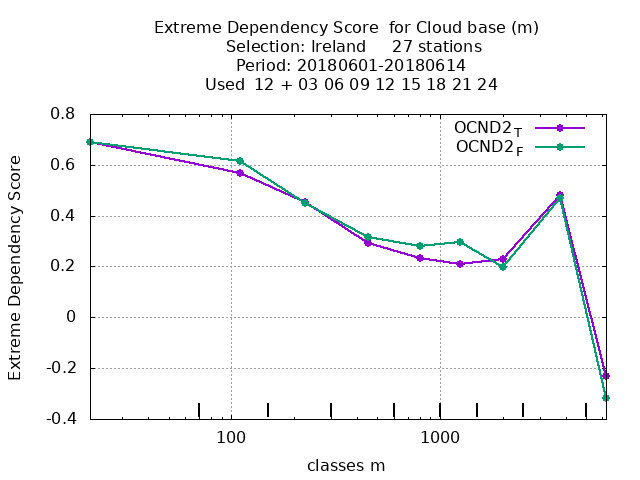 Extreme Dependency Score  for Cloud base (m)
Selection: Ireland     27 stations
Period: 20180601-20180614
Used  12 + 03 06 09 12 15 18 21 24
OCND2T
OCND2F
Extreme Dependency Score
0.8
0.6
0.4
0.2
0
-0.2
-0.4
100
1000
classes m